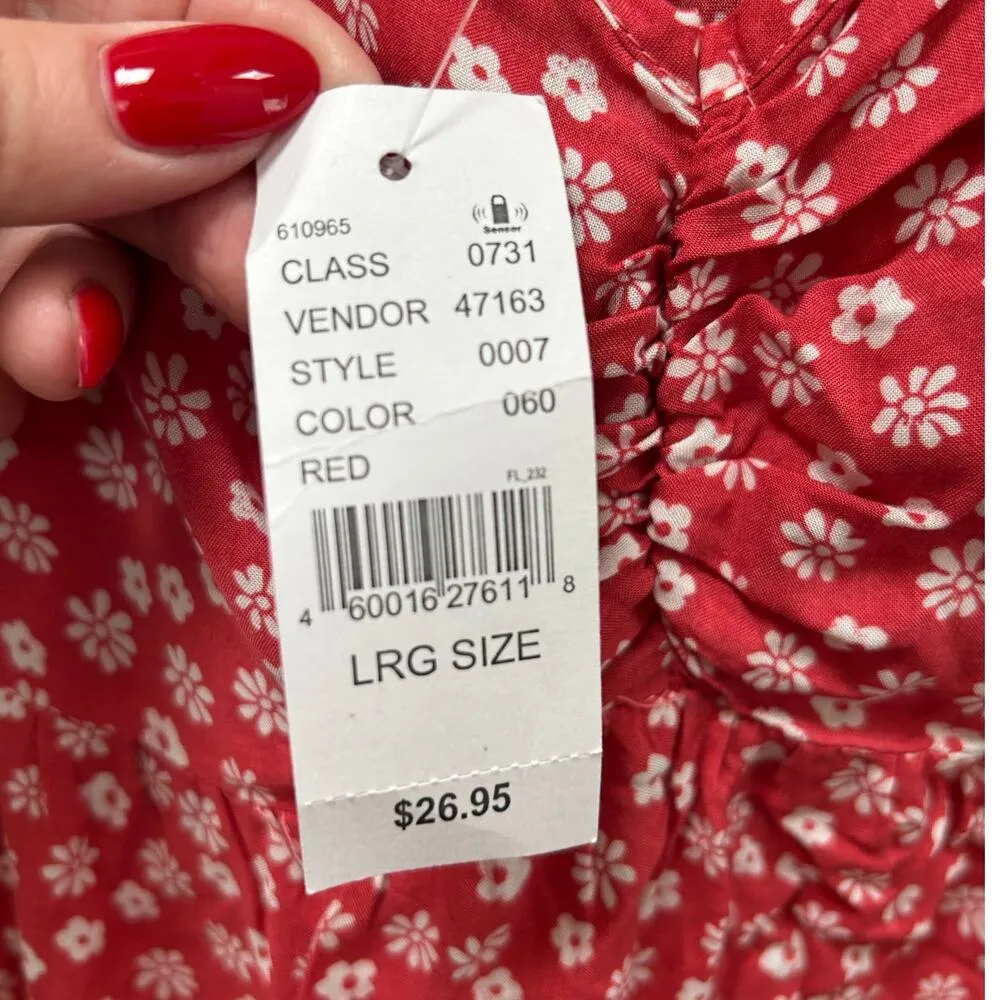 610965
Sensor
CLASS 0731
VENDOR 47163
STYLE 0007
COLOR 060
RED
FL_232
4 60016 27611 8
LRG SIZE
$26.95